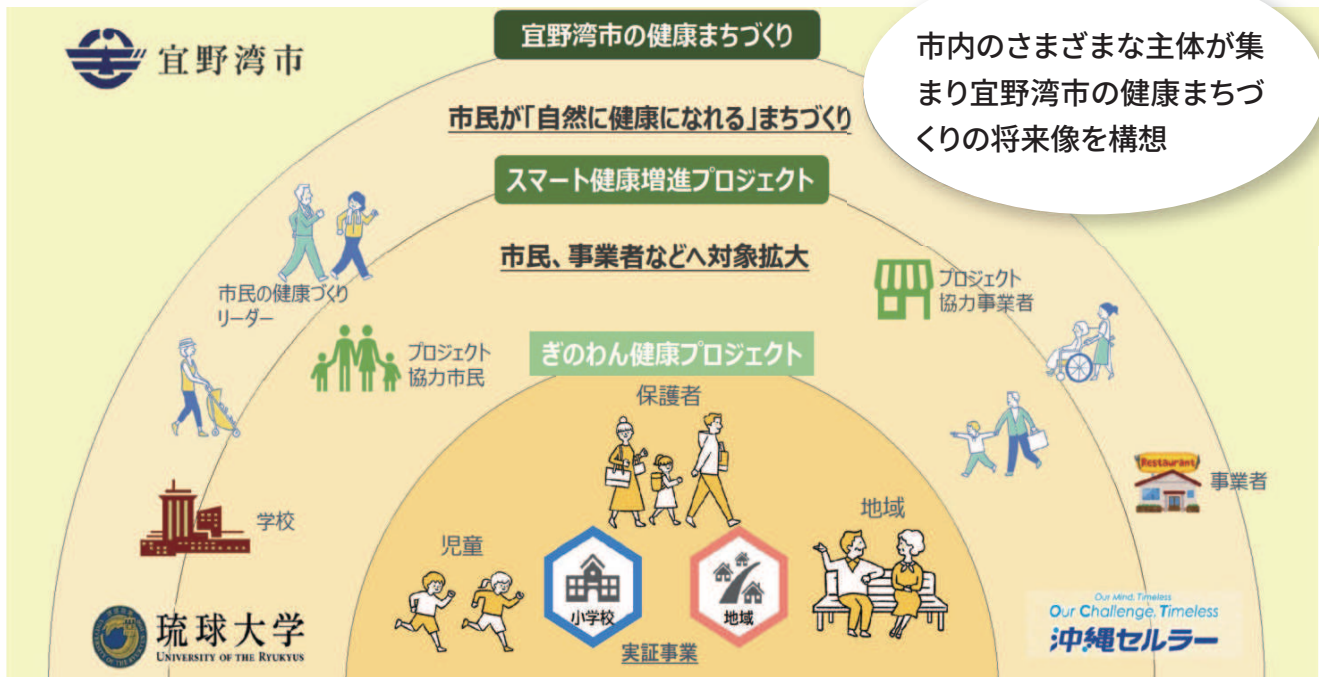 宜野湾市
宜野湾市の健康まちづくり
市内のさまざまな主体が集
まり宜野湾市の健康まちづ
くりの将来像を構想
市民が「自然に健康になれる」まちづくり
スマート健康増進プロジェクト
市民、事業者などへ対象拡大
市民の健康づくり
リーダー
プロジェクト
協力事業者
プロジェクト
協力市民
ぎのわん健康プロジェクト
保護者
Restaurant
事業者
学校
地域
児童
小学校
地域
実証事業
琉球大学
UNIVERSITY OF THE RYUKYUS
Our Mind, Timeless
Our Challenge, Timeless
沖縄セルラー